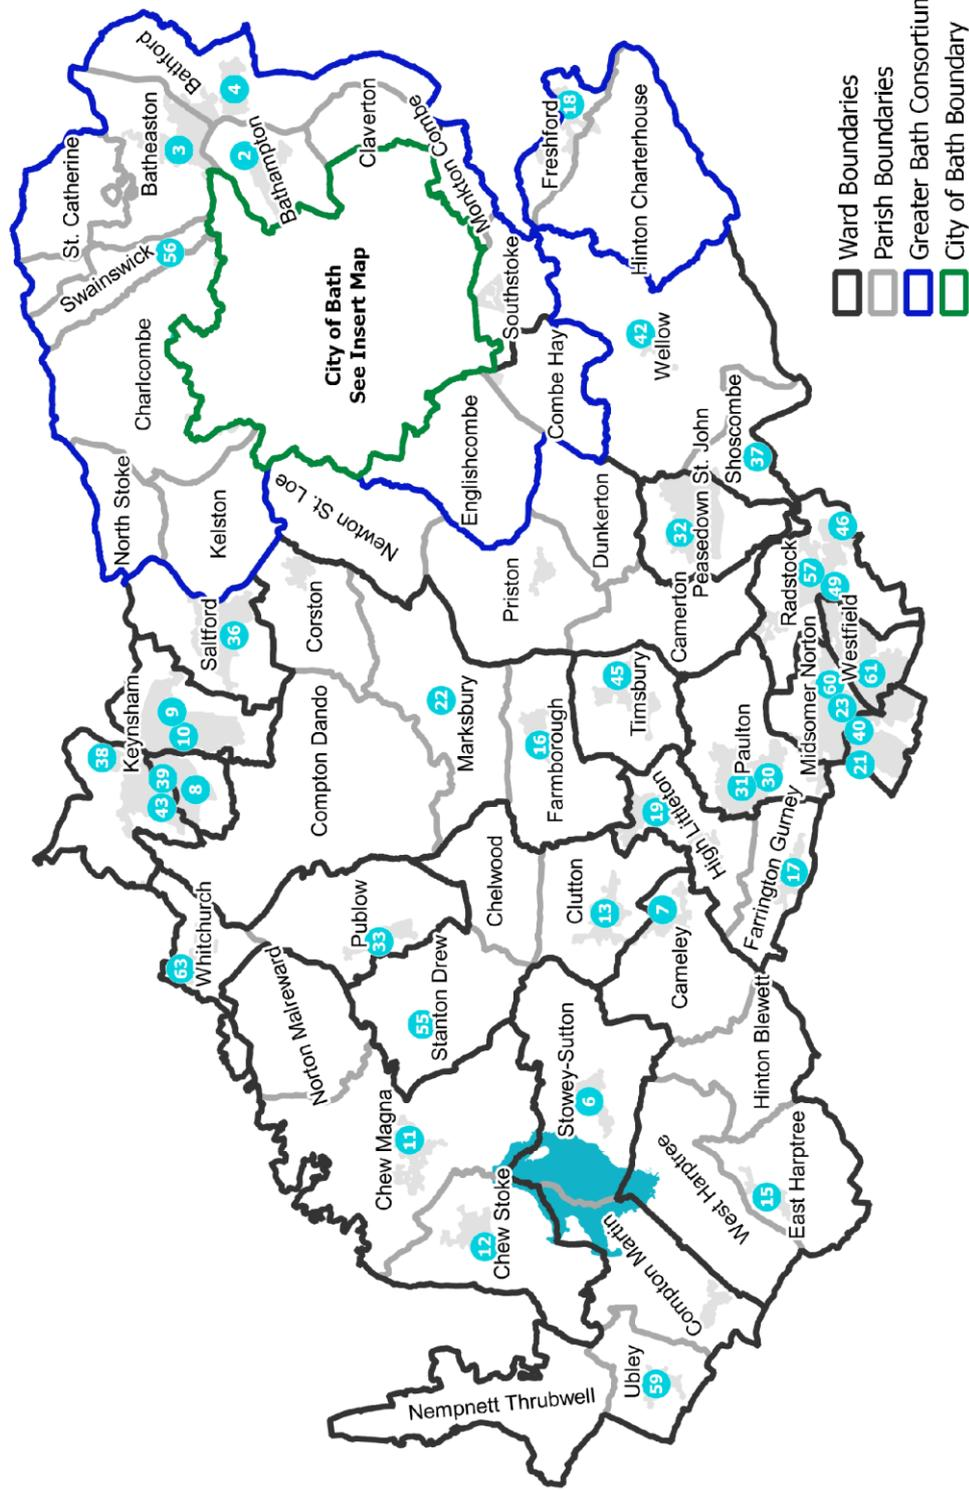 St. Catherine
Batheaston
3
Bathford
4
2
Bathampton
Claverton
Monkton Combe
Swainswick
56
Charlcombe
City of Bath
See Insert Map
North Stoke
Kelston
Newton St. Loe
Englishcombe
Combe Hay
Southstoke
Freshford
18
Hinton Charterhouse
42
Wellow
Shoscombe
37
Peasedown St. John
32
Dunkerton
Priston
Camerton
Radstock
57
46
49
Westfield
61
Midsomer Norton
60
23
40
21
Saltford
36
Corston
Keynsham
38
9
10
39
43
8
Compton Dando
Marksbury
22
Farmborough
16
Timsbury
45
Paulton
31
30
High Littleton
19
Farrington Gurney
17
Whitchurch
63
Publow
33
Chelwood
Clutton
13
Cameley
7
Norton Malreward
Stanton Drew
55
Stowey-Sutton
6
Hinton Blewett
Chew Magna
11
Chew Stoke
12
West Harptree
East Harptree
15
Compton Martin
Ubley
59
Nempnett Thrubwell
Ward Boundaries
Parish Boundaries
Greater Bath Consortium
City of Bath Boundary